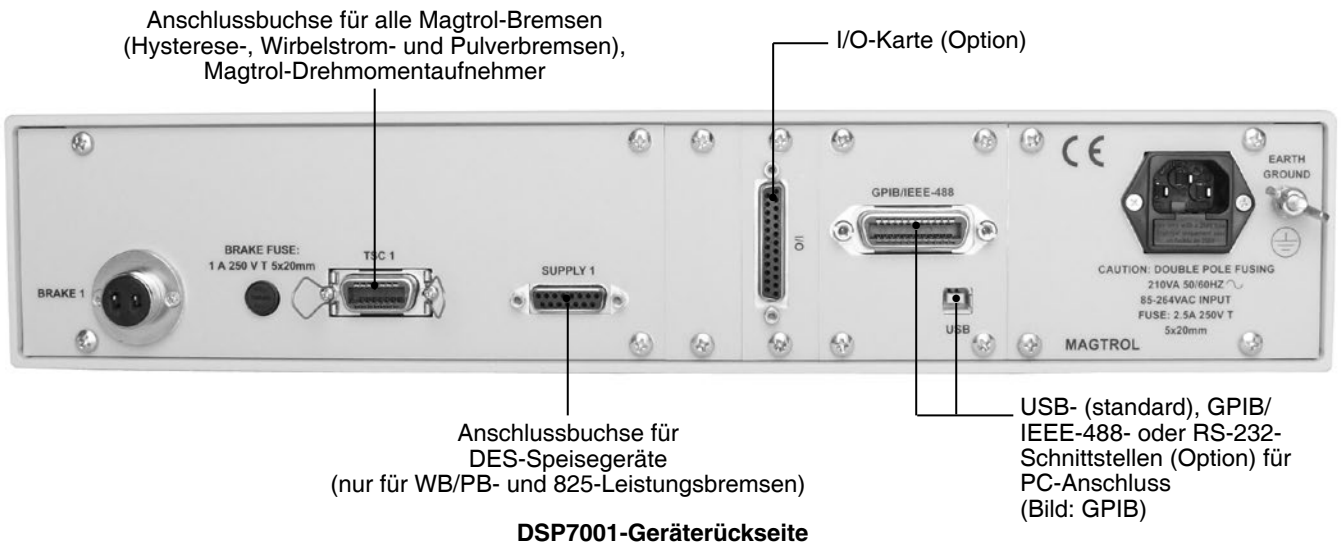 Anschlussbuchse für alle Magtrol-Bremsen
(Hysterese-, Wirbelstrom- und Pulverbremsen),
Magtrol-Drehmomentaufnehmer
I/O-Karte (Option)
BRAKE 1
BRAKE FUSE:
1 A 250 V T 5x20mm
TSC 1
SUPPLY 1
I/O
GPIB/IEEE-488
USB
CE
EARTH
GROUND
CAUTION: DOUBLE POLE FUSING
210VA 50/60HZ
85-264VAC INPUT
FUSE: 2.5A 250V T
5x20mm
MAGTROL
Anschlussbuchse für
DES-Speisegeräte
(nur für WB/PB- und 825-Leistungsbremsen)
USB- (standard), GPIB/
IEEE-488- oder RS-232-
Schnittstellen (Option) für
PC-Anschluss
(Bild: GPIB)
DSP7001-Geräterückseite